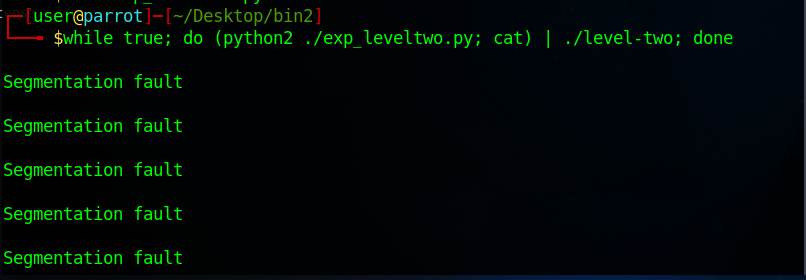 ┌─[user@parrot]─[~/Desktop/bin2]
└──╼ $while true; do (python2 ./exp_leveltwo.py; cat) | ./level-two; done
Segmentation fault
Segmentation fault
Segmentation fault
Segmentation fault
Segmentation fault